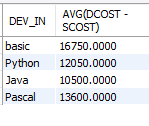 DEV_IN AVG(DCOST -
SCOST)
basic 16750.0000
Python 12050.0000
Java 10500.0000
Pascal 13600.0000